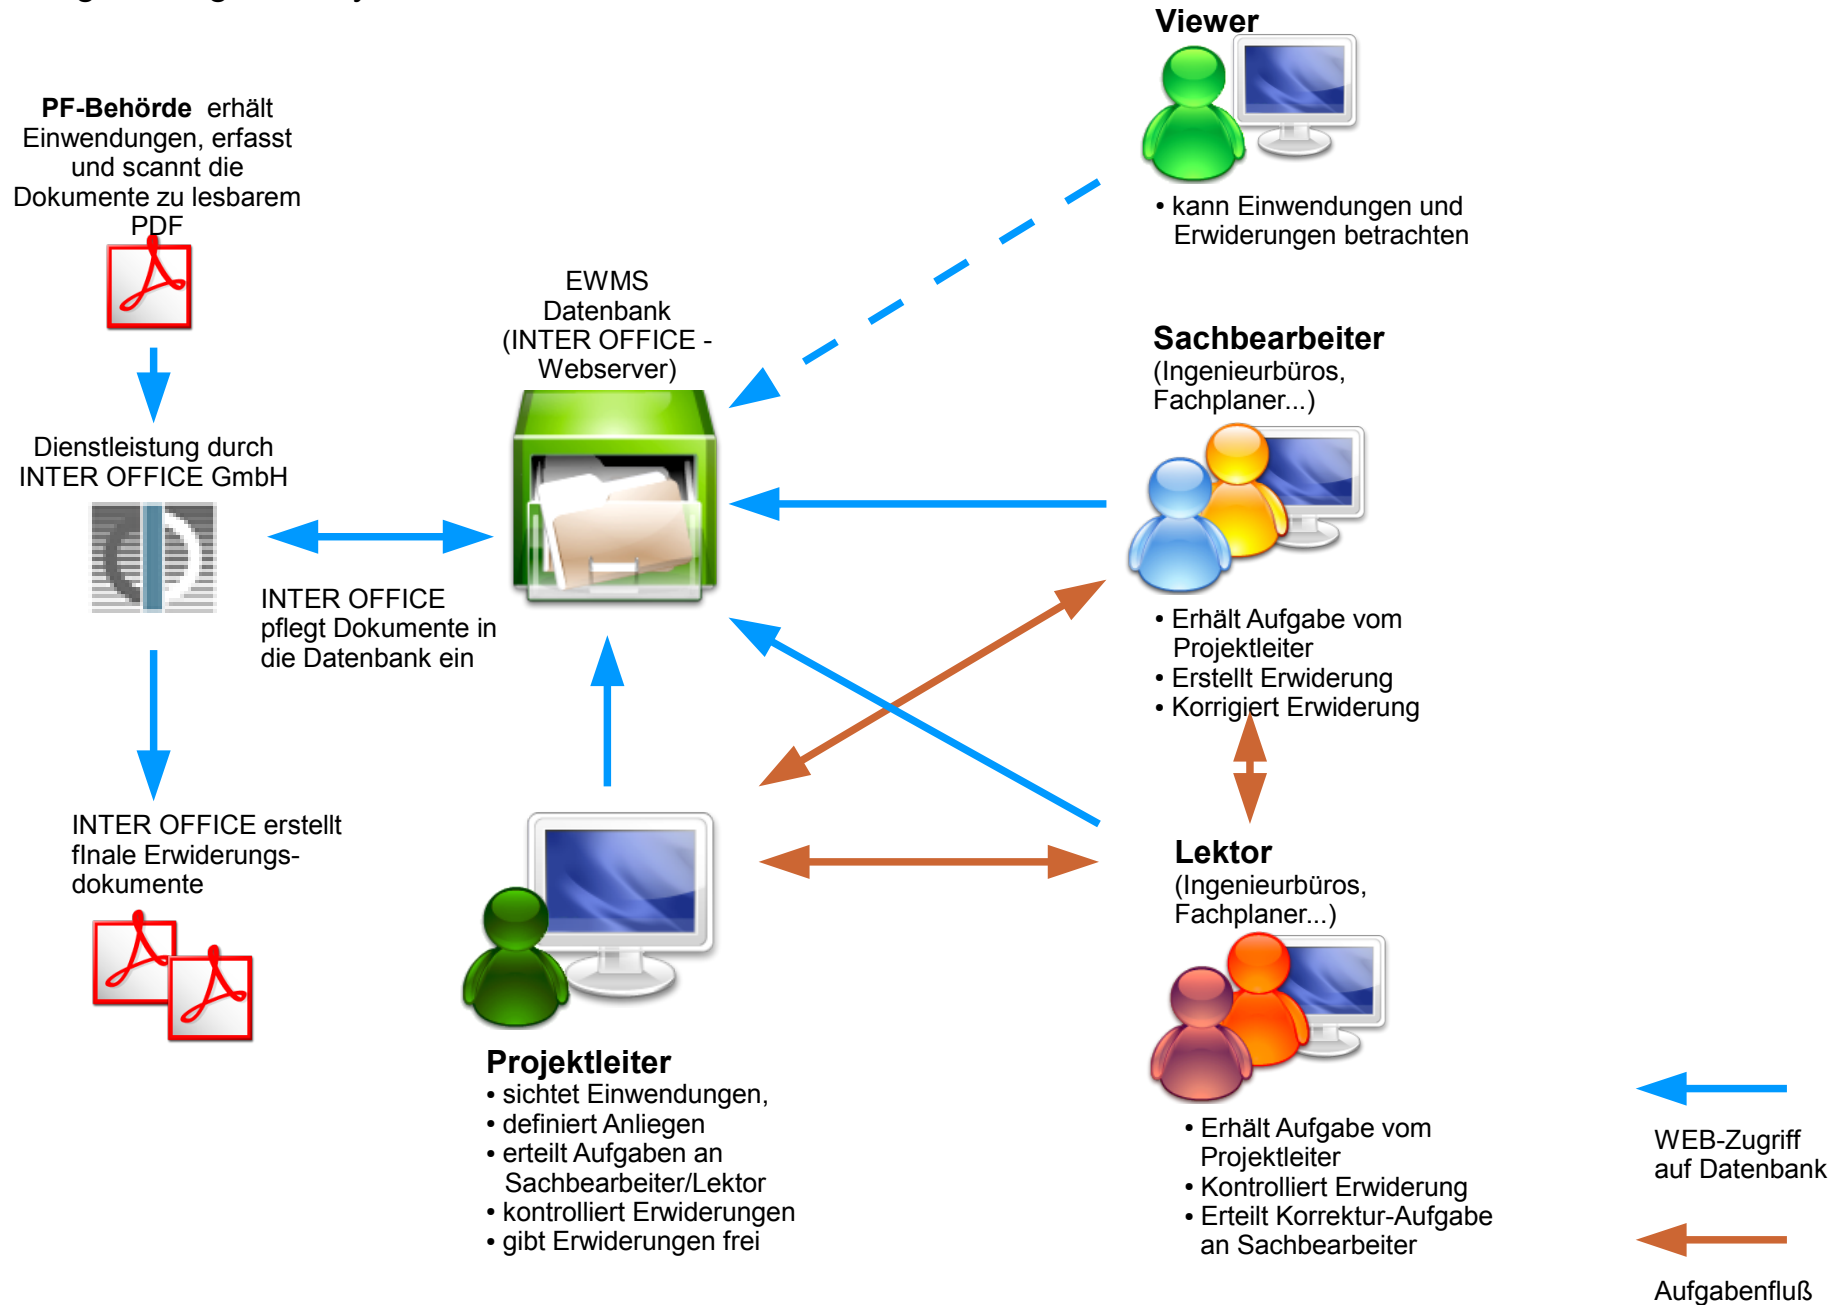 Viewer
PF-Behörde erhält
Einwendungen, erfasst
und scannt die
Dokumente zu lesbarem
PDF
• kann Einwendungen und
Erwiderungen betrachten
EWMS
Datenbank
(INTER OFFICE -
Webserver)
Sachbearbeiter
(Ingenieurbüros,
Fachplaner...)
Dienstleistung durch
INTER OFFICE GmbH
INTER OFFICE
pflegt Dokumente in
die Datenbank ein
• Erhält Aufgabe vom
Projektleiter
• Erstellt Erwiderung
• Korrigiert Erwiderung
INTER OFFICE erstellt
fInale Erwiderungs-
dokumente
Lektor
(Ingenieurbüros,
Fachplaner...)
Projektleiter
• sichtet Einwendungen,
• definiert Anliegen
• erteilt Aufgaben an
Sachbearbeiter/Lektor
• kontrolliert Erwiderungen
• gibt Erwiderungen frei
• Erhält Aufgabe vom
Projektleiter
• Kontrolliert Erwiderung
• Erteilt Korrektur-Aufgabe
an Sachbearbeiter
WEB-Zugriff
auf Datenbank
Aufgabenfluß